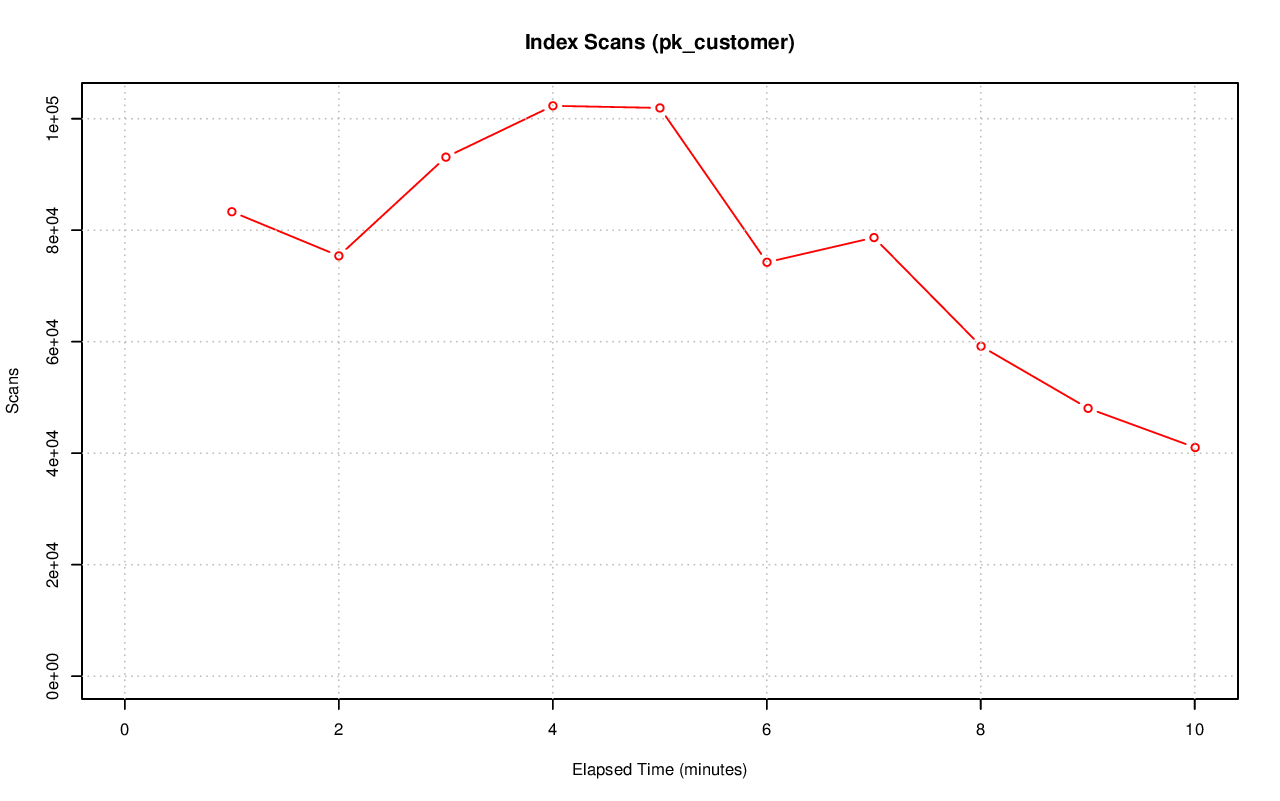 Index Scans (pk_customer)
1e+05
8e+04
6e+04
4e+04
2e+04
0e+00
Scans
0 2 4 6 8 10
Elapsed Time (minutes)